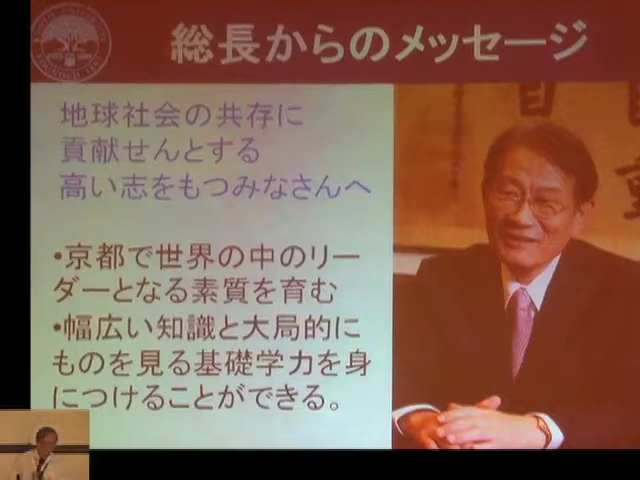 総長からのメッセージ
地球社会の共存に
貢献せんとする
高い志をもつみなさんへ
・京都で世界の中のリー
ダーとなる素質を育む
・幅広い知識と大局的に
ものを見る基礎学力を身
につけることができる。